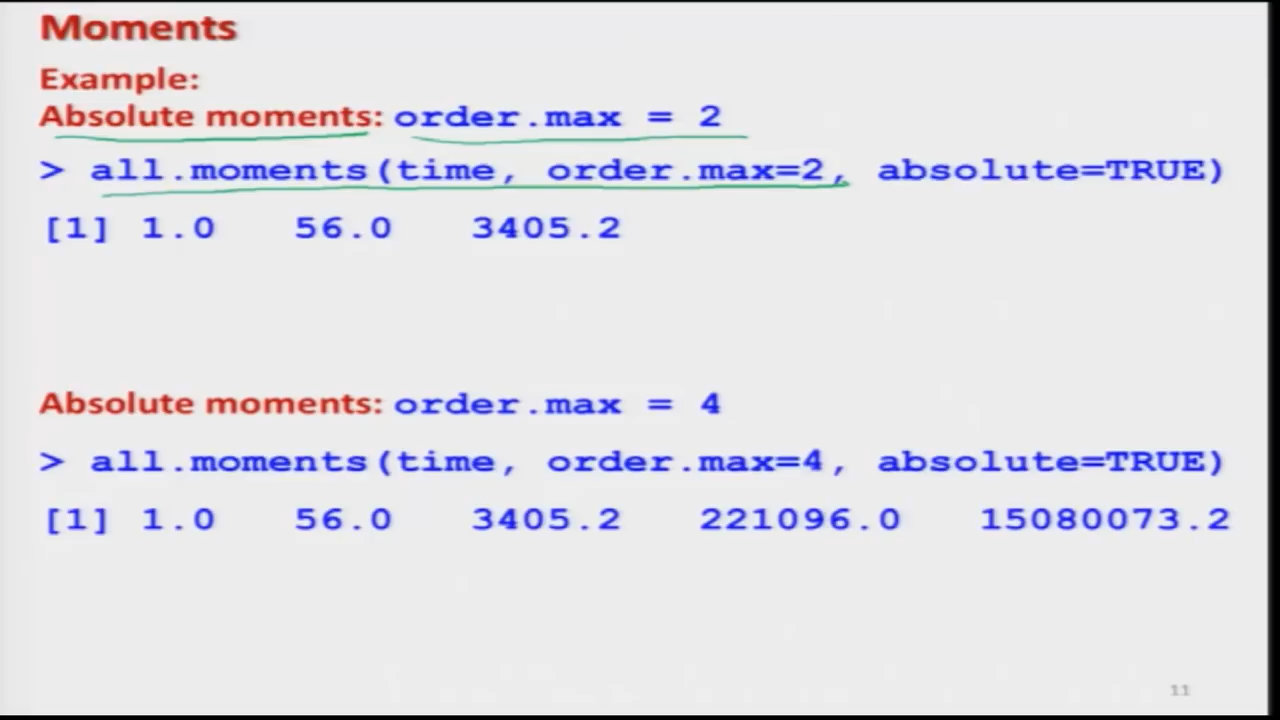 Moments
Example:
Absolute moments: order.max = 2
> all.moments(time, order.max=2, absolute=TRUE)
[1] 1.0 56.0 3405.2
Absolute moments: order.max = 4
> all.moments(time, order.max=4, absolute=TRUE)
[1] 1.0 56.0 3405.2 221096.0 15080073.2
11